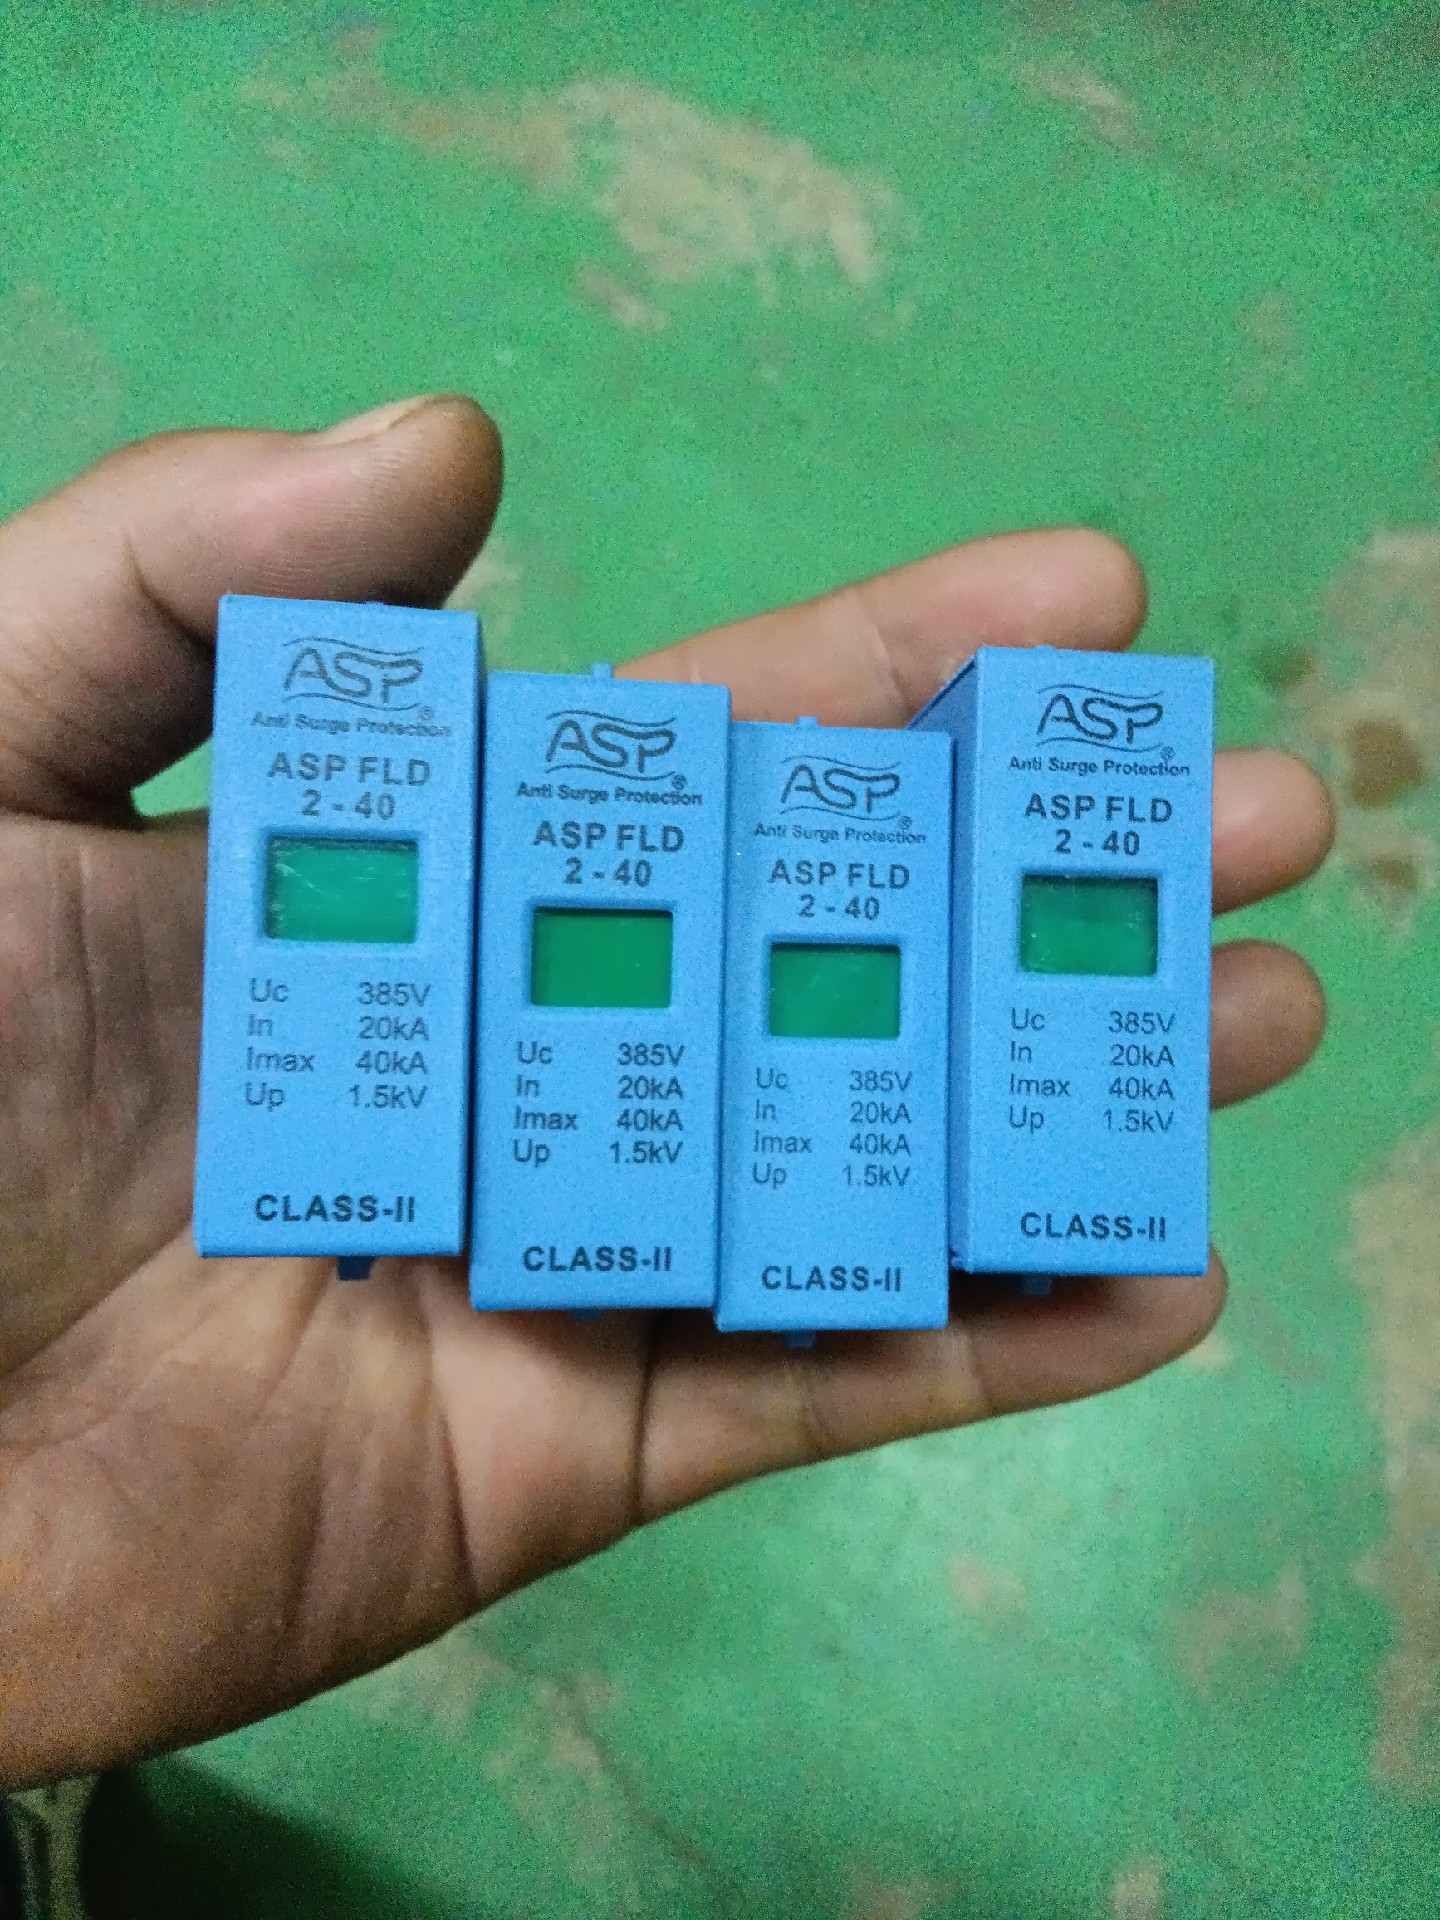 ASP
Anti Surge Protection®
ASP FLD
2 - 40
Uc 385V
In 20kA
Imax 40kA
Up 1.5kV
CLASS-II
ASP
Anti Surge Protection®
ASP FLD
2 - 40
Uc 385V
In 20kA
Imax 40kA
Up 1.5kV
CLASS-II
ASP
Anti Surge Protection®
ASP FLD
2 - 40
Uc 385V
In 20kA
Imax 40kA
Up 1.5kV
CLASS-II
ASP
Anti Surge Protection®
ASP FLD
2 - 40
Uc 385V
In 20kA
Imax 40kA
Up 1.5kV
CLASS-II